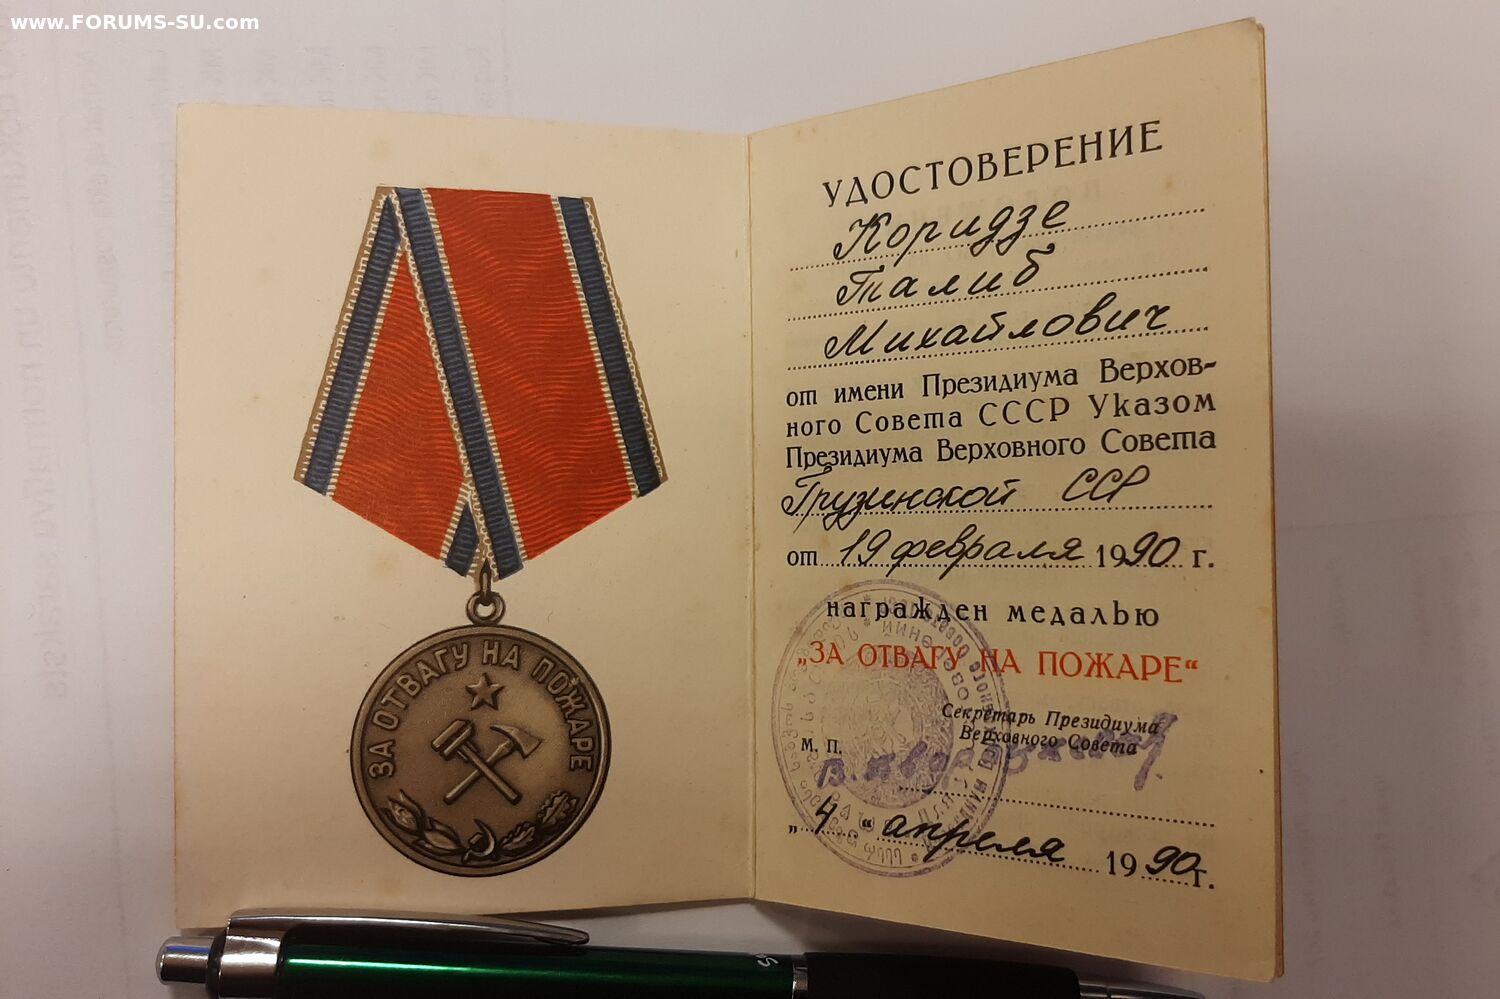 www.FORUMS-SU.com
ЗА ОТВАГУ НА ПОЖАРЕ
УДОСТОВЕРЕНИЕ
Коридзе
Талиб
Михайлович
от имени Президиума Верхов-
ного Совета СССР Указом
Президиума Верховного Совета
Грузинской ССР
от 19 февраля 1990 г.
награжден медалью
„ЗА ОТВАГУ НА ПОЖАРЕ“
Секретарь Президиума
Верховного Совета
М. П.
„4“ апреля 1990 г.